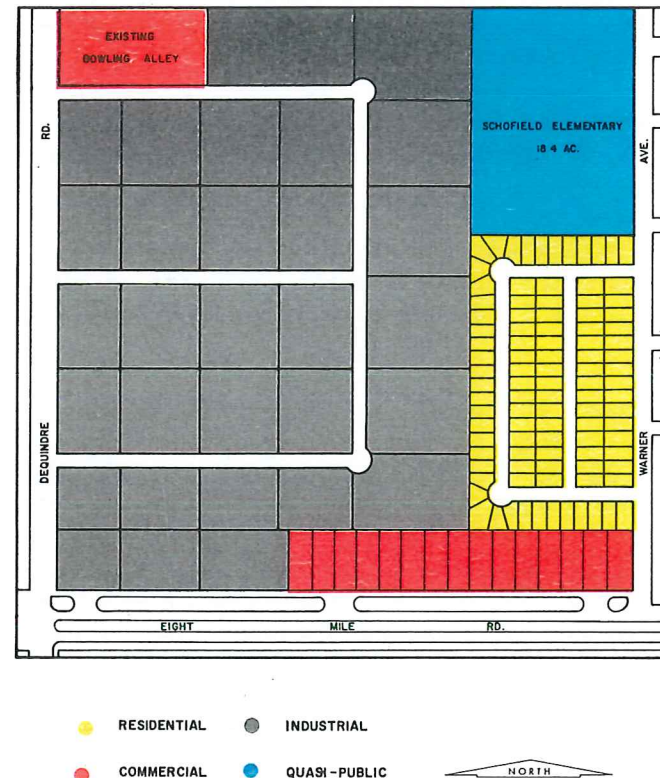 EXISTING
BOWLING ALLEY
SCHOFIELD ELEMENTARY
18.4 AC.
RD.
AVE.
DEQUINDRE
WARNER
EIGHT MILE RD.
RESIDENTIAL
INDUSTRIAL
COMMERCIAL
QUASI-PUBLIC
NORTH